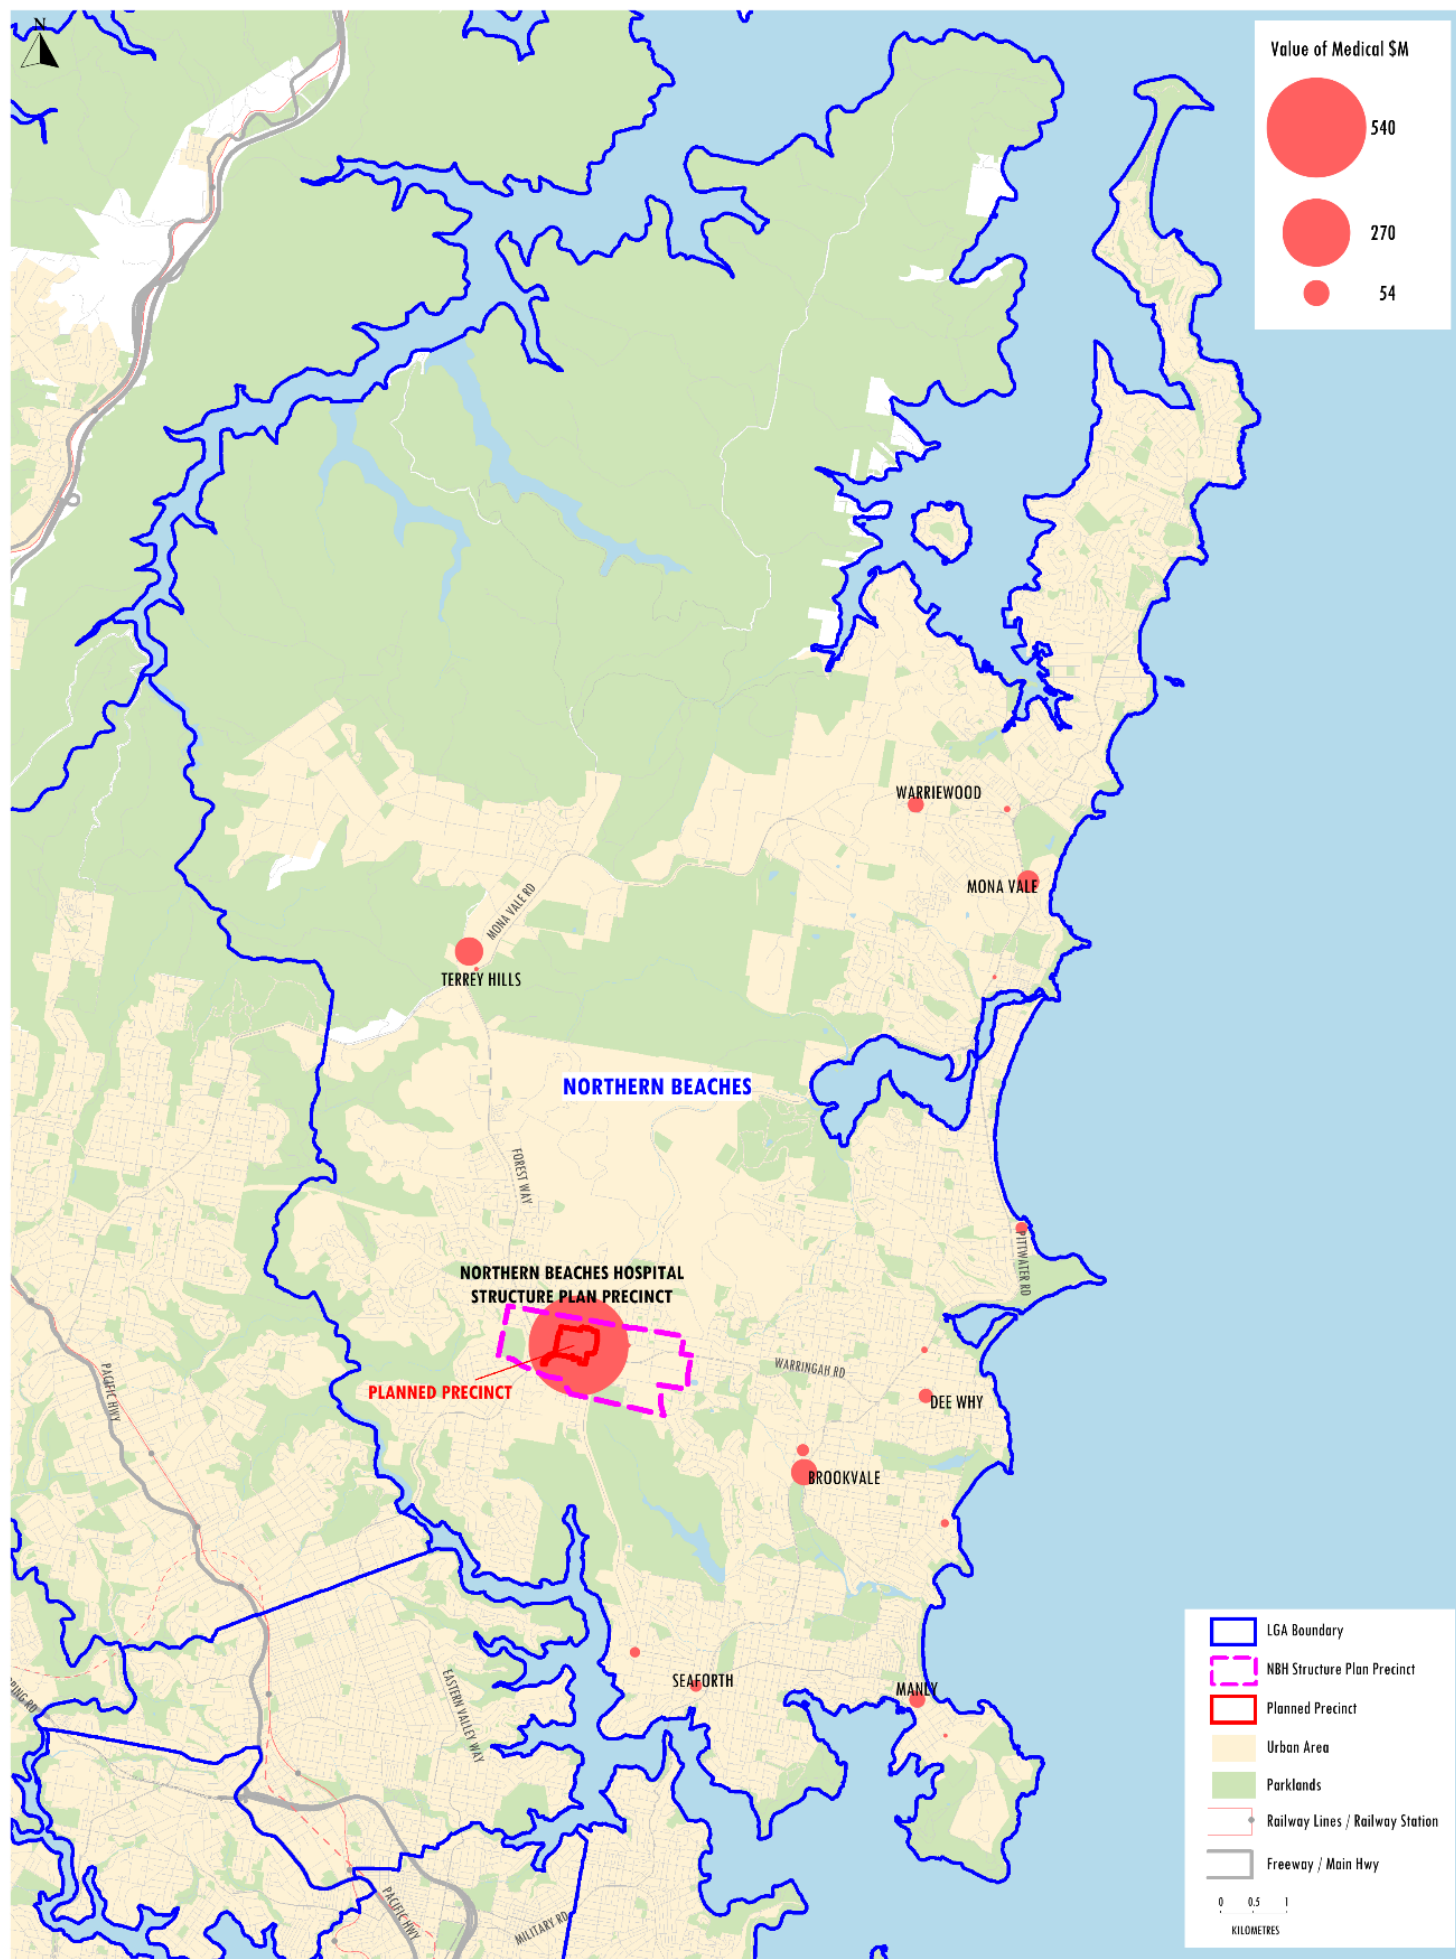 N
Value of Medical $M
540
270
54
WARRIEWOOD
MONA VALE
MONA VALE RD
TERREY HILLS
NORTHERN BEACHES
FOREST WAY
PITTWATER RD
NORTHERN BEACHES HOSPITAL
STRUCTURE PLAN PRECINCT
WARRINGAH RD
PLANNED PRECINCT
PACIFIC HWY
DEE WHY
BROOKVALE
SEAFORTH
MANLY
EASTERN VALLEY WAY
PACIFIC HWY
MILITARY RD
LGA Boundary
NBH Structure Plan Precinct
Planned Precinct
Urban Area
Parklands
Railway Lines / Railway Station
Freeway / Main Hwy
0 0.5 1
KILOMETRES